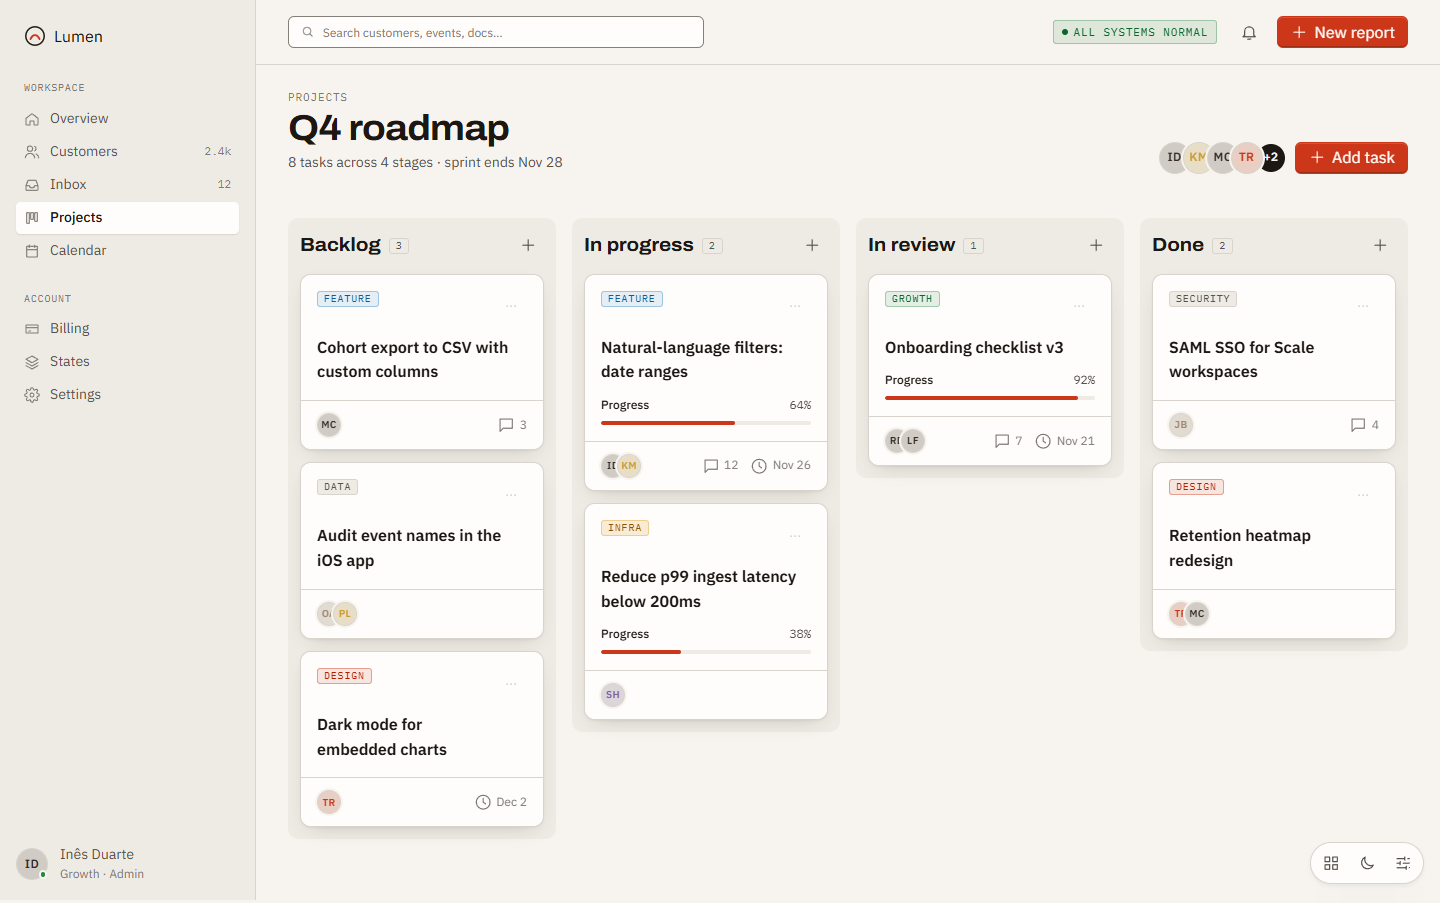 Lumen
WORKSPACE
Overview
Customers 2.4k
Inbox 12
Projects
Calendar
ACCOUNT
Billing
States
Settings
ID
Inês Duarte
Growth · Admin
Search customers, events, docs...
ALL SYSTEMS NORMAL
New report
PROJECTS
Q4 roadmap
8 tasks across 4 stages · sprint ends Nov 28
ID KM MC TR +2
Add task
Backlog 3
FEATURE
Cohort export to CSV with
custom columns
MC 3
DATA
Audit event names in the
iOS app
PL
DESIGN
Dark mode for
embedded charts
TR Dec 2
In progress 2
FEATURE
Natural-language filters:
date ranges
Progress 64%
ID KM 12 Nov 26
INFRA
Reduce p99 ingest latency
below 200ms
Progress 38%
SH
In review 1
GROWTH
Onboarding checklist v3
Progress 92%
LF 7 Nov 21
Done 2
SECURITY
SAML SSO for Scale
workspaces
JB 4
DESIGN
Retention heatmap
redesign
TR MC